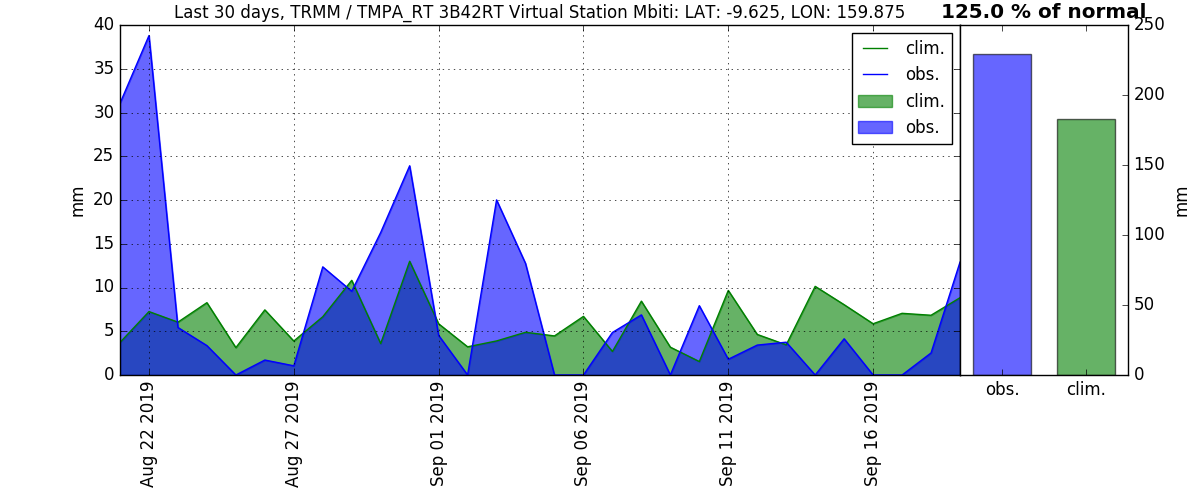 Last 30 days, TRMM / TMPA_RT 3B42RT Virtual Station Mbiti: LAT: -9.625, LON: 159.875
125.0 % of normal
40
35
30
25
20
15
10
5
0
mm
clim.
obs.
clim.
obs.
250
200
150
100
50
0
mm
obs.
clim.
Aug 22 2019
Aug 27 2019
Sep 01 2019
Sep 06 2019
Sep 11 2019
Sep 16 2019